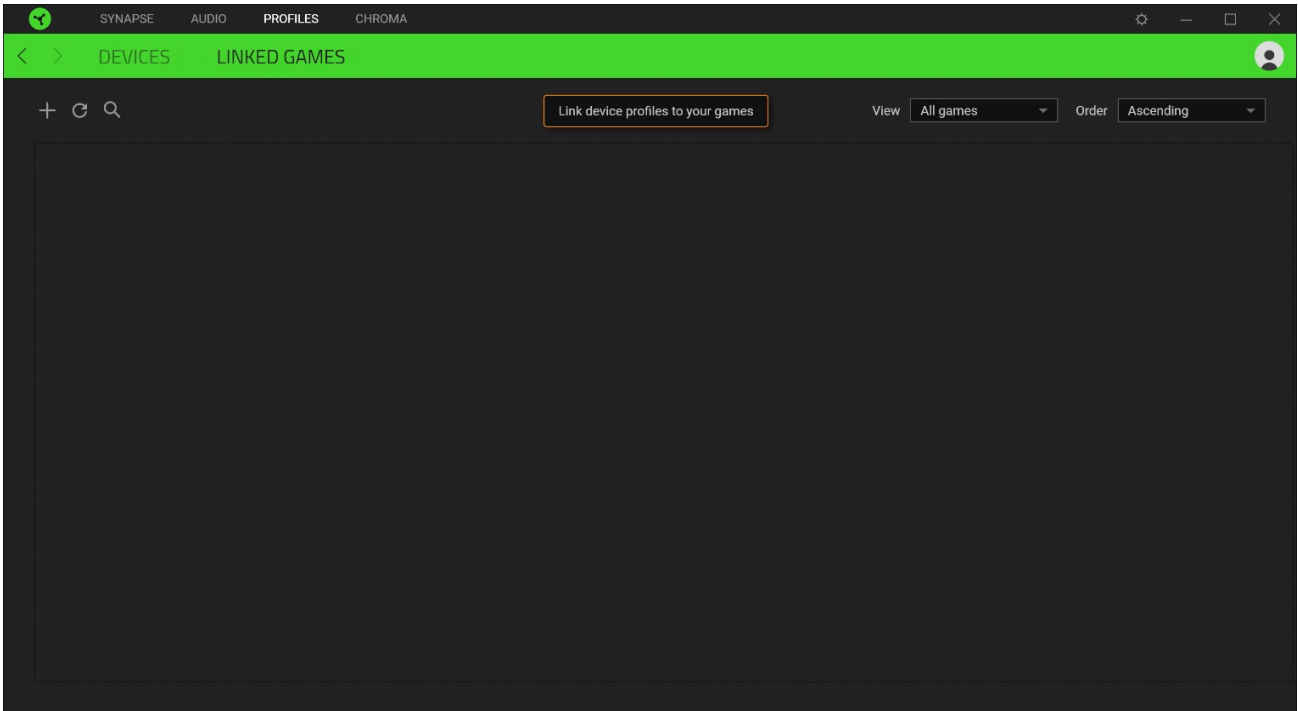 SYNAPSE AUDIO PROFILES CHROMA
DEVICES LINKED GAMES
Link device profiles to your games View All games Order Ascending